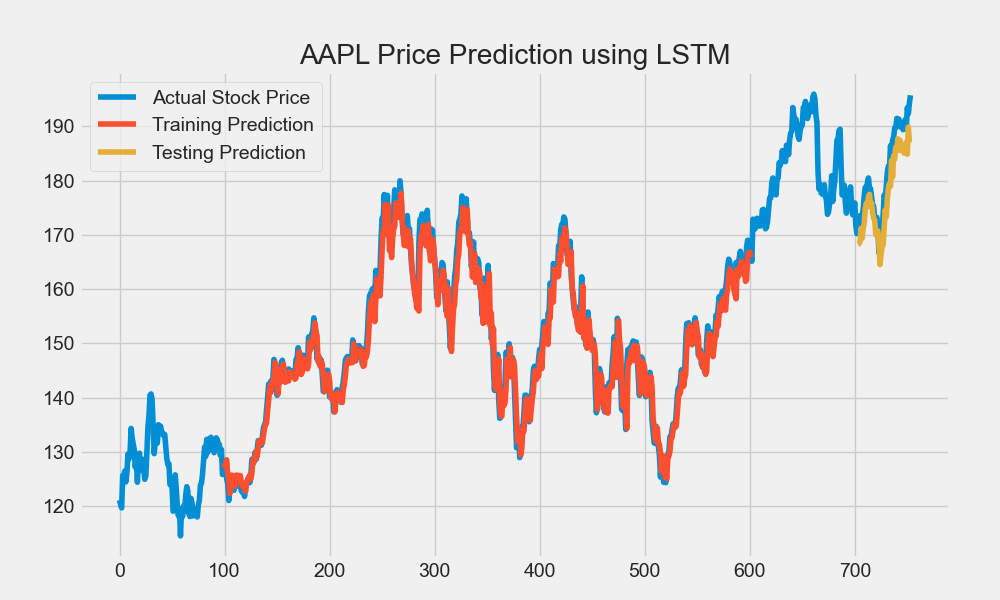 AAPL Price Prediction using LSTM
Actual Stock Price
Training Prediction
Testing Prediction
190
180
170
160
150
140
130
120
0 100 200 300 400 500 600 700